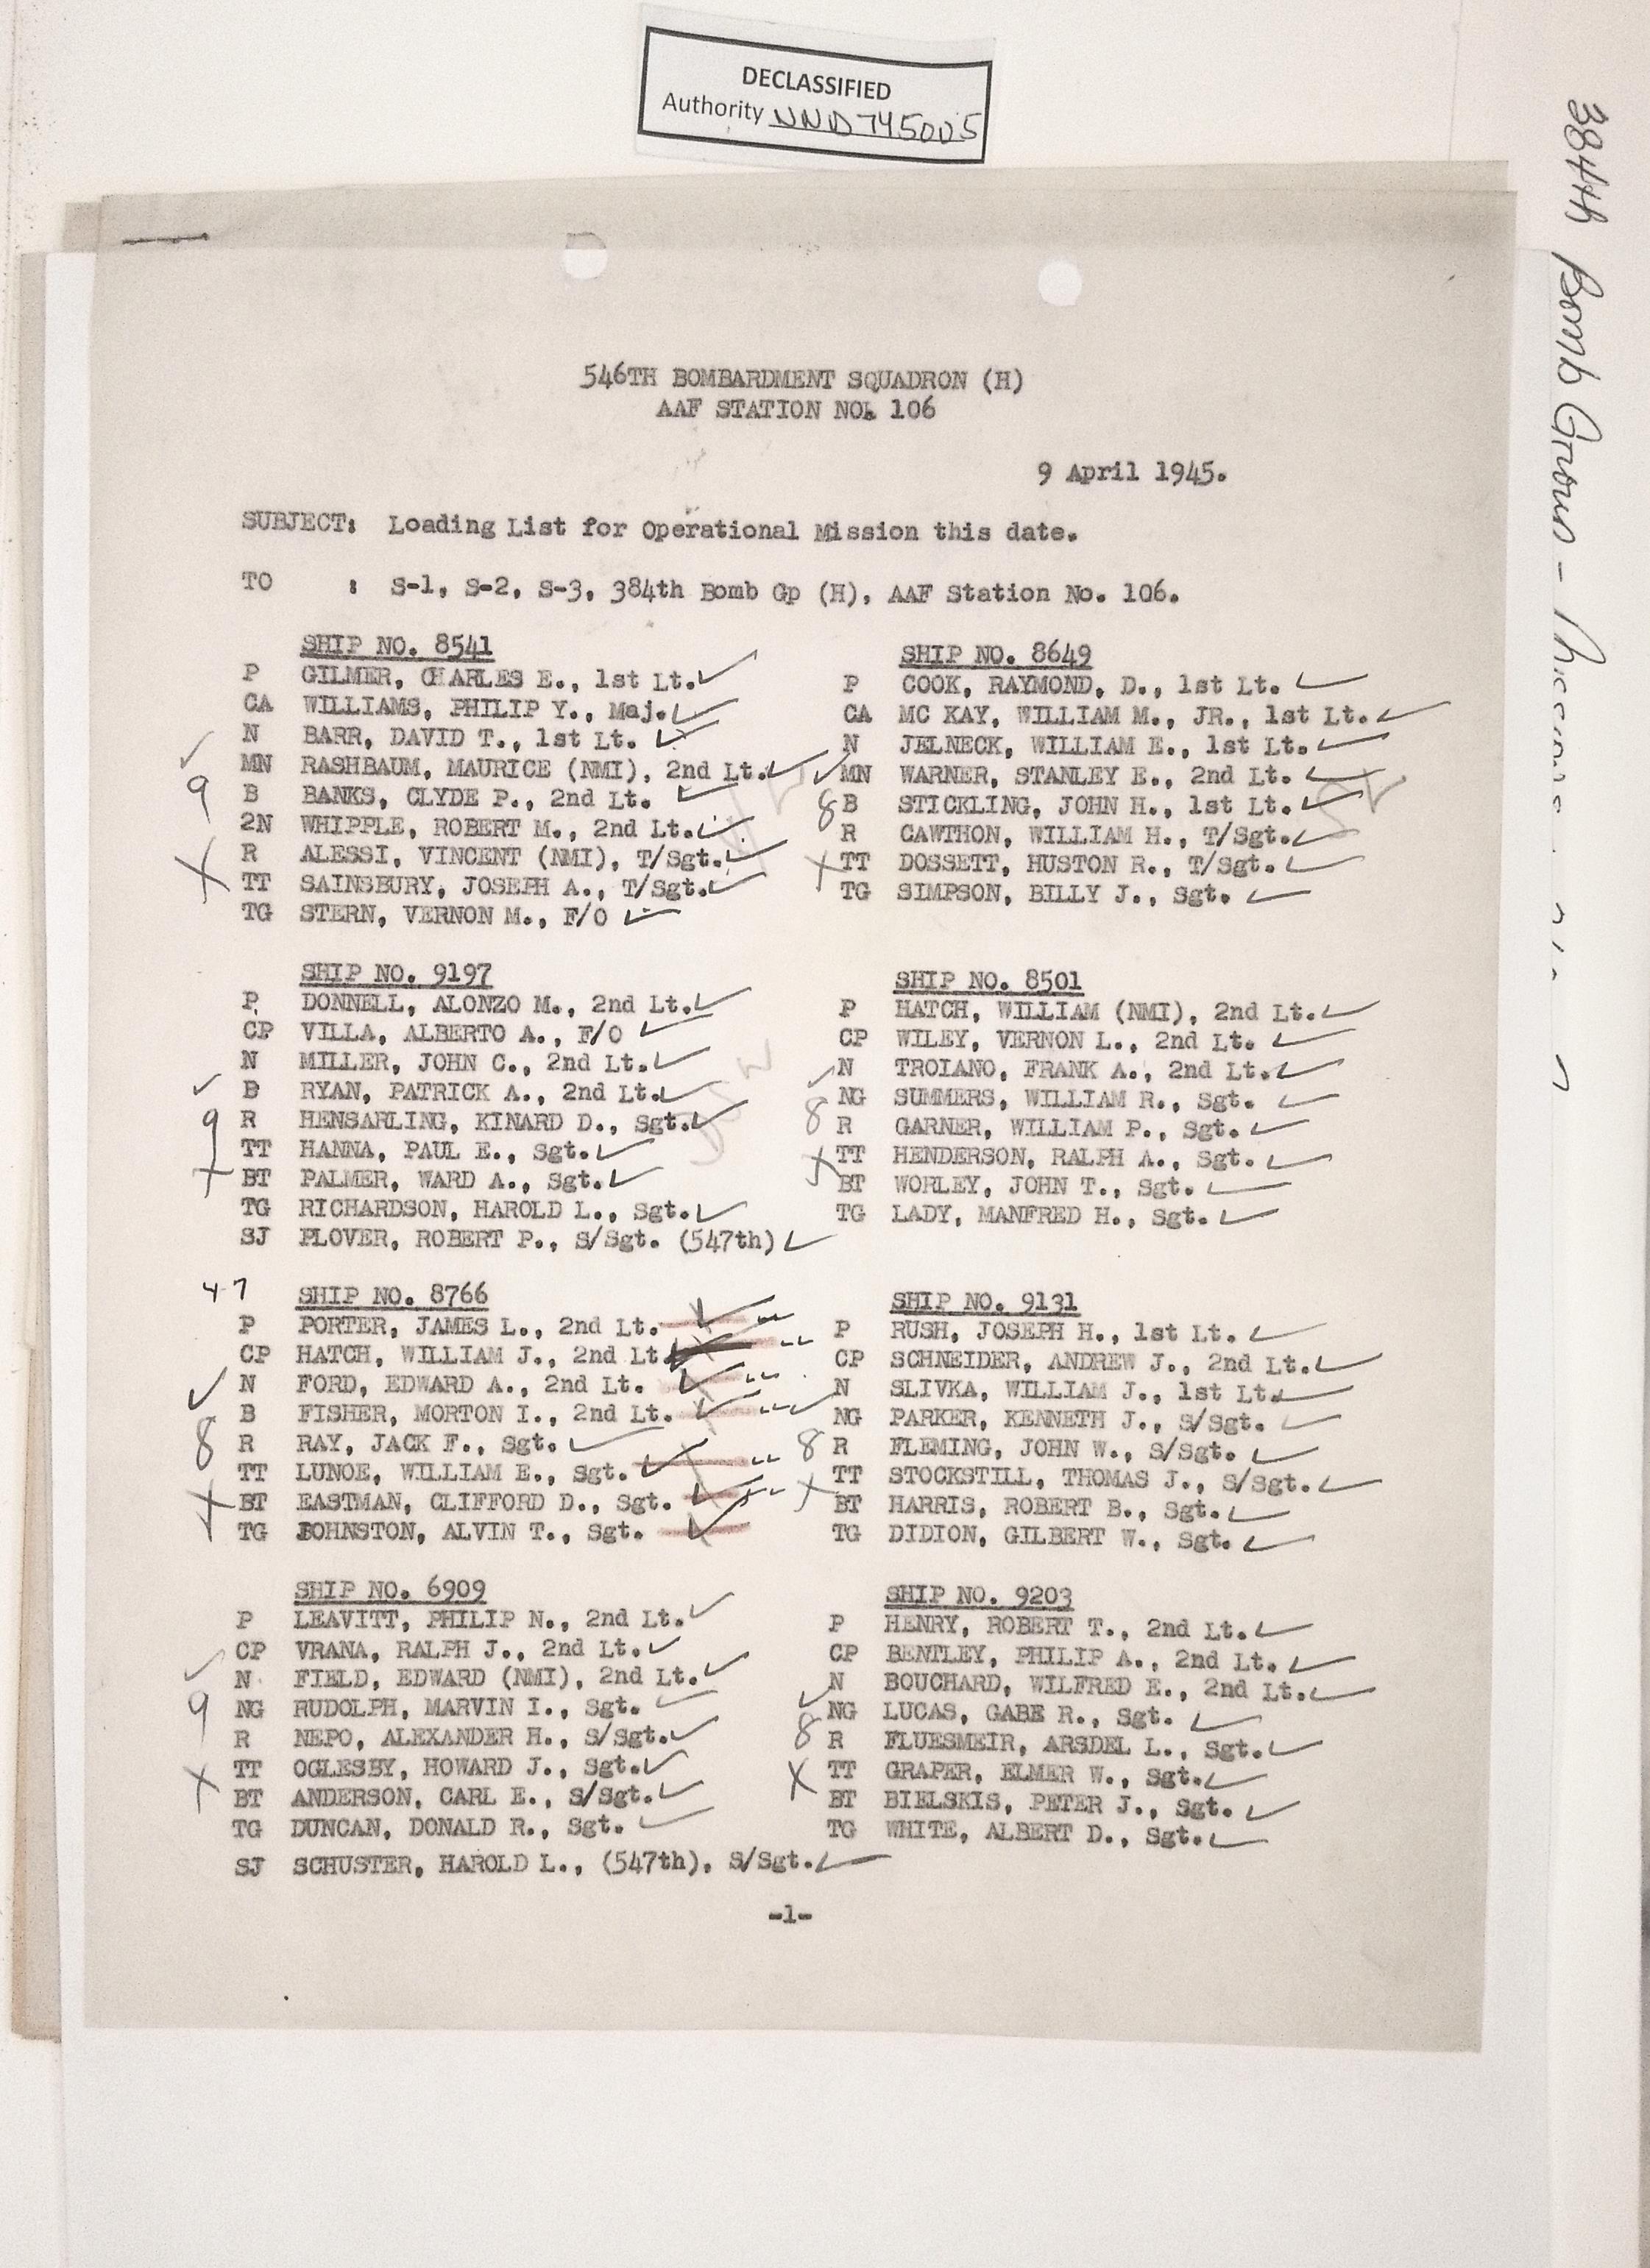 DECLASSIFIED
Authority NND 745005
384th Bomb Group -
546TH BOMBARDMENT SQUADRON (H)
AAF STATION NO. 106
9 April 1945.
SUBJECT: Loading List for Operational Mission this date.
TO : S-1, S-2, S-3, 384th Bomb Gp (H), AAF Station No. 106.
SHIP NO. 8541
P GILMER, CHARLES E., 1st Lt.
CA WILLIAMS, PHILIP Y., Maj.
N BARR, DAVID T., 1st Lt.
MN RASHBAUM, MAURICE (NMI), 2nd Lt.
9 B BANKS, CLYDE P., 2nd Lt.
2N WHIPPLE, ROBERT M., 2nd Lt.
R ALESSI, VINCENT (NMI), T/Sgt.
TT SAINSBURY, JOSEPH A., T/Sgt.
TG STERN, VERNON M., F/O
SHIP NO. 8649
P COOK, RAYMOND, D., 1st Lt.
CA MC KAY, WILLIAM M., JR., 1st Lt.
N JELNECK, WILLIAM E., 1st Lt.
MN WARNER, STANLEY E., 2nd Lt.
8 B STICKLING, JOHN H., 1st Lt.
R CAWTHON, WILLIAM H., T/Sgt.
TT DOSSETT, HUSTON R., T/Sgt.
TG SIMPSON, BILLY J., Sgt.
SHIP NO. 9197
P DONNELL, ALONZO M., 2nd Lt.
CP VILLA, ALBERTO A., F/O
N MILLER, JOHN C., 2nd Lt.
B RYAN, PATRICK A., 2nd Lt.
9 R HENSARLING, KINARD D., Sgt.
TT HANNA, PAUL E., Sgt.
BT PALMER, WARD A., Sgt.
TG RICHARDSON, HAROLD L., Sgt.
SJ PLOVER, ROBERT P., S/Sgt. (547th)
SHIP NO. 8501
P HATCH, WILLIAM (NMI), 2nd Lt.
CP WILEY, VERNON L., 2nd Lt.
N TROIANO, FRANK A., 2nd Lt.
NG SUMMERS, WILLIAM R., Sgt.
8 R GARNER, WILLIAM P., Sgt.
TT HENDERSON, RALPH A., Sgt.
BT WORLEY, JOHN T., Sgt.
TG LADY, MANFRED H., Sgt.
47 SHIP NO. 8766
P PORTER, JAMES L., 2nd Lt.
CP HATCH, WILLIAM J., 2nd Lt.
N FORD, EDWARD A., 2nd Lt.
B FISHER, MORTON I., 2nd Lt.
8 R RAY, JACK F., Sgt.
TT LUNOE, WILLIAM E., Sgt.
BT EASTMAN, CLIFFORD D., Sgt.
TG JOHNSTON, ALVIN T., Sgt.
SHIP NO. 9131
P RUSH, JOSEPH H., 1st Lt.
CP SCHNEIDER, ANDREW J., 2nd Lt.
N SLIVKA, WILLIAM J., 1st Lt.
NG PARKER, KENNETH J., S/Sgt.
8 R FLEMING, JOHN W., S/Sgt.
TT STOCKSTILL, THOMAS J., S/Sgt.
BT HARRIS, ROBERT B., Sgt.
TG DIDION, GILBERT W., Sgt.
SHIP NO. 6909
P LEAVITT, PHILIP N., 2nd Lt.
CP VRANA, RALPH J., 2nd Lt.
N FIELD, EDWARD (NMI), 2nd Lt.
9 NG RUDOLPH, MARVIN I., Sgt.
R NEPO, ALEXANDER H., S/Sgt.
TT OGLESBY, HOWARD J., Sgt.
BT ANDERSON, CARL E., S/Sgt.
TG DUNCAN, DONALD R., Sgt.
SJ SCHUSTER, HAROLD L., (547th), S/Sgt.
SHIP NO. 9203
P HENRY, ROBERT T., 2nd Lt.
CP BENTLEY, PHILIP A., 2nd Lt.
N BOUCHARD, WILFRED E., 2nd Lt.
NG LUCAS, GABE R., Sgt.
8 R FLUESMEIR, ARSDEL L., Sgt.
TT GRAPER, ELMER W., Sgt.
BT BIELSKIS, PETER J., Sgt.
TG WHITE, ALBERT D., Sgt.
-1-